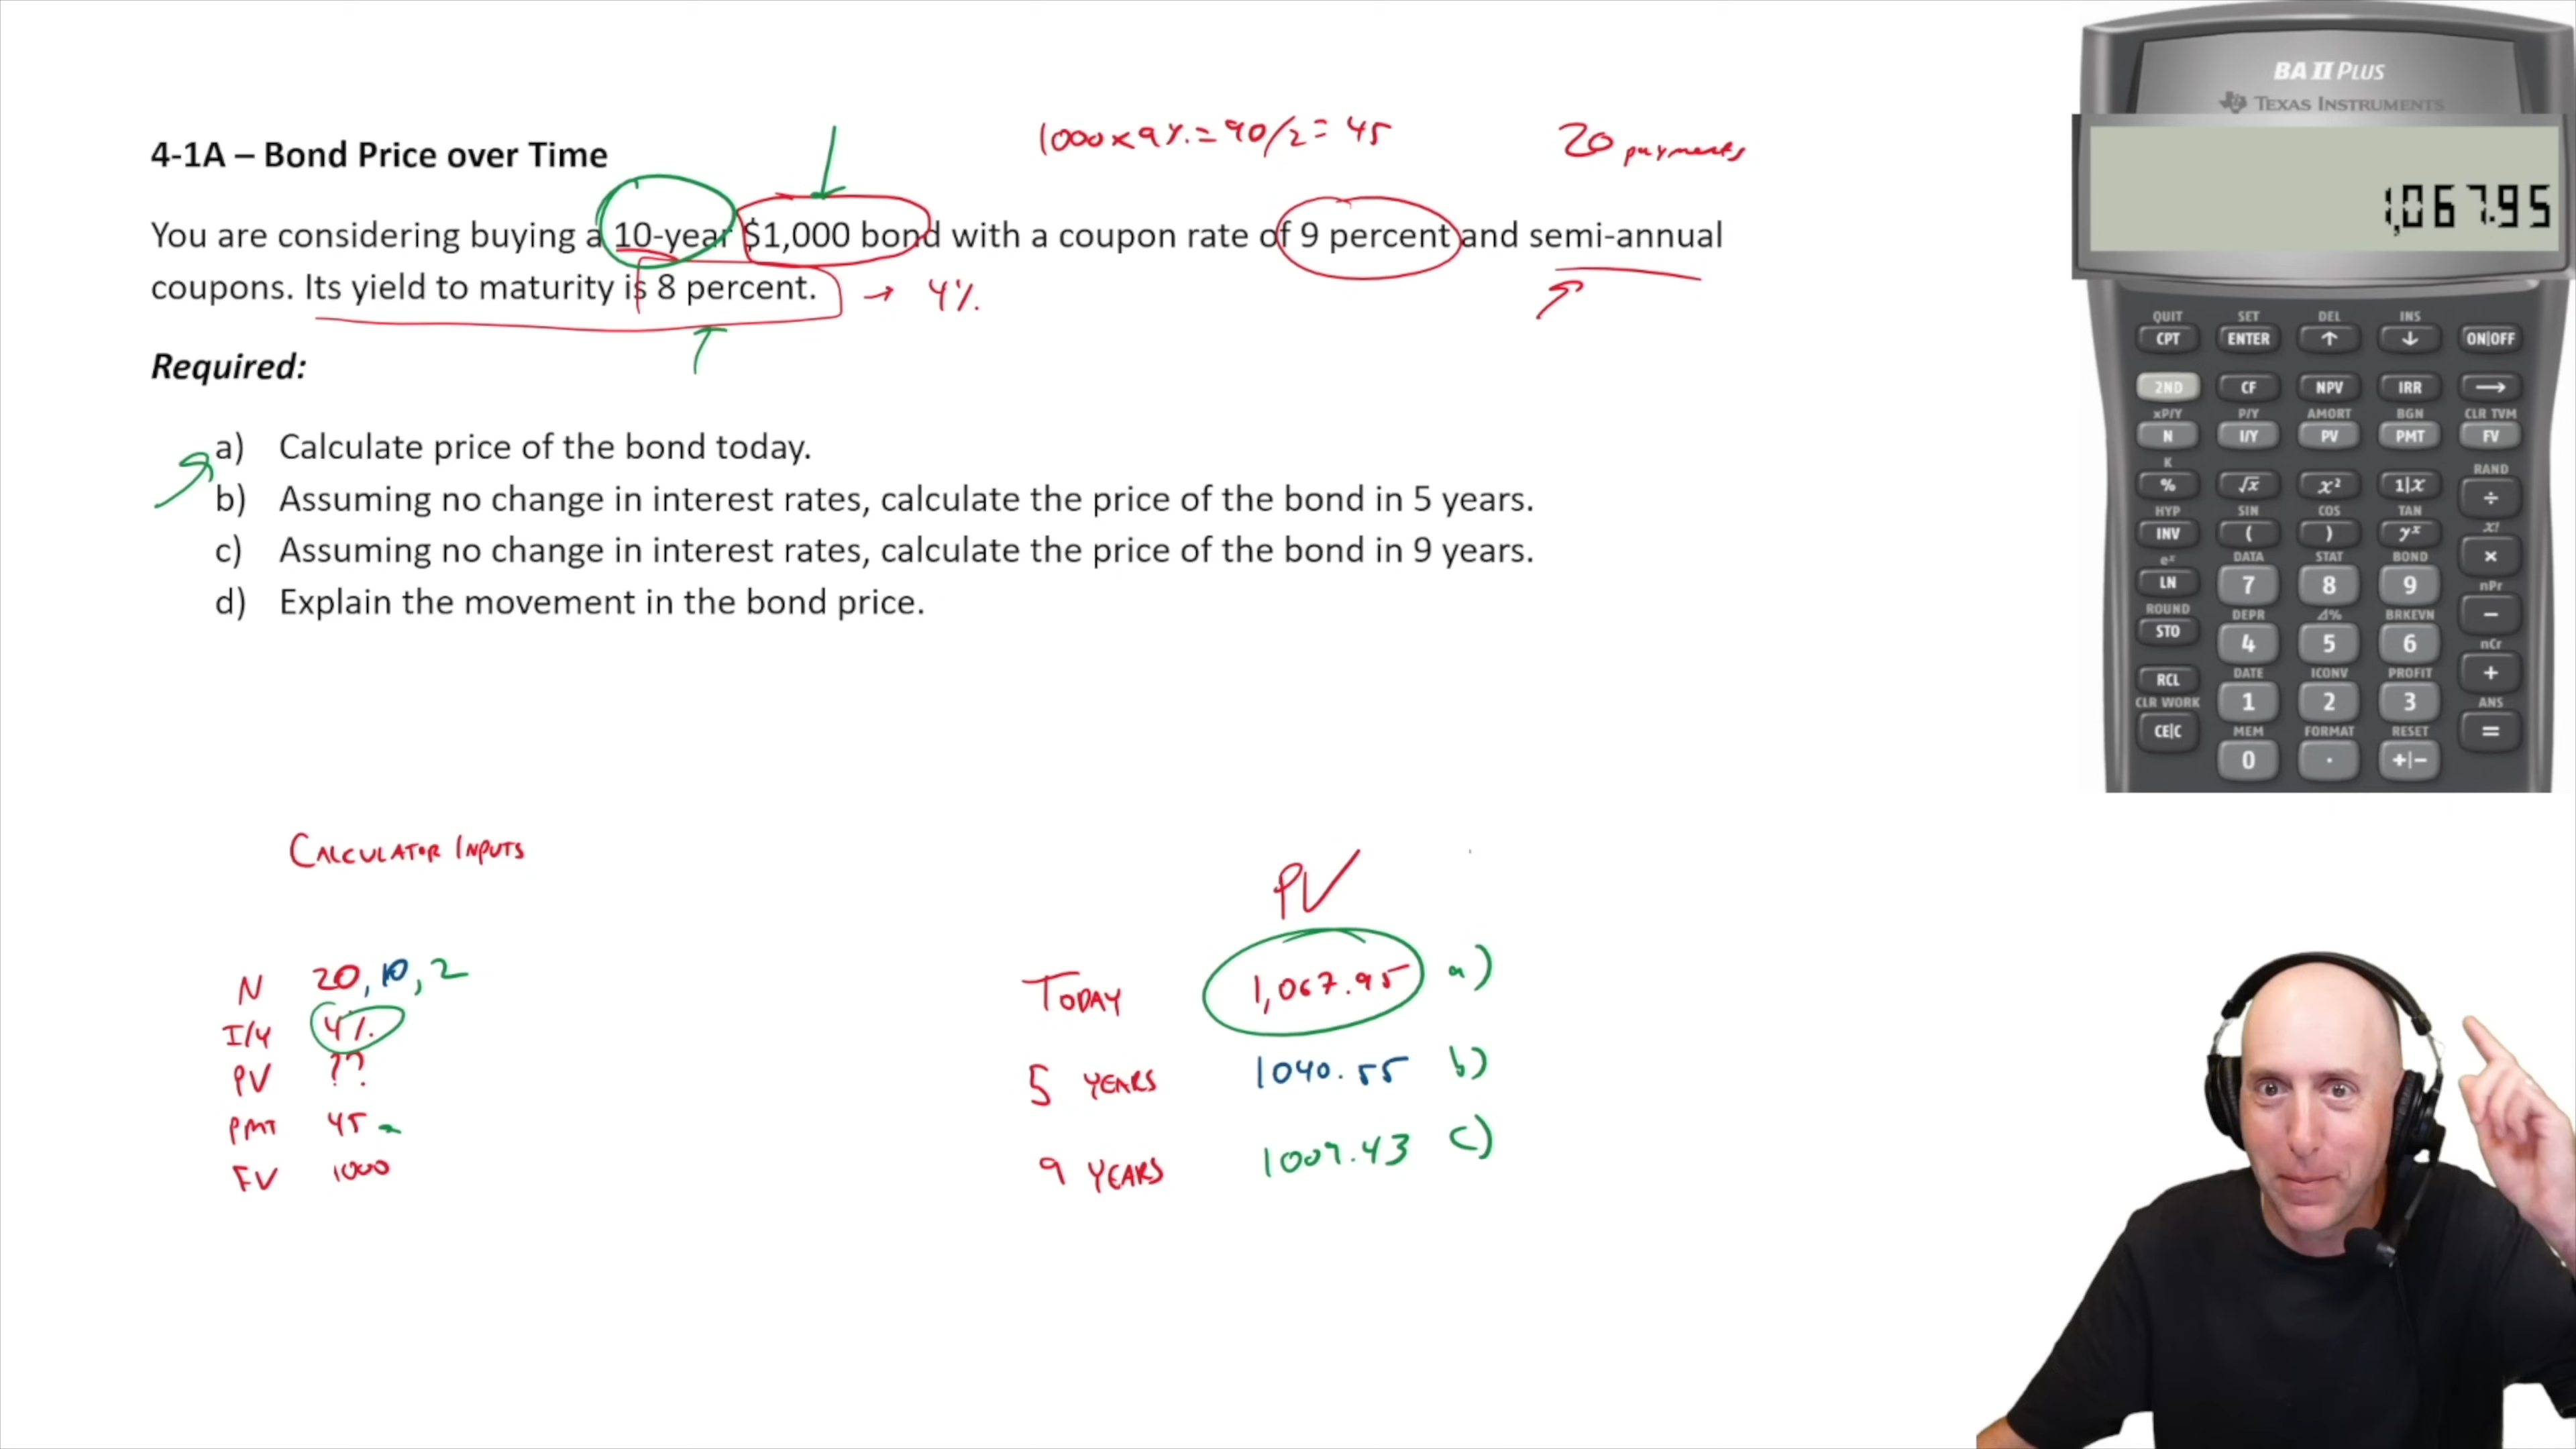 4-1A – Bond Price over Time
1000 x 9% = 90/2 = 45
20 payments
You are considering buying a 10-year $1,000 bond with a coupon rate of 9 percent and semi-annual
coupons. Its yield to maturity is 8 percent. → 4%
Required:
a) Calculate price of the bond today.
b) Assuming no change in interest rates, calculate the price of the bond in 5 years.
c) Assuming no change in interest rates, calculate the price of the bond in 9 years.
d) Explain the movement in the bond price.
CALCULATOR INPUTS
N 20, 10, 2
I/Y 4%
PV ??
PMT 45
FV 1000
PV
TODAY 1,067.95 a)
5 YEARS 1040.55 b)
9 YEARS 1009.43 c)
BA II PLUS
TEXAS INSTRUMENTS
1,067.95
QUIT SET DEL INS
CPT ENTER ↑ ↓ ON|OFF
2ND CF NPV IRR →
xP/Y P/Y AMORT BGN CLR TVM
N I/Y PV PMT FV
K RAND
% √x x² 1|x ÷
HYP SIN COS TAN x!
INV ( ) yˣ ×
eˣ DATA STAT BOND nPr
LN 7 8 9 −
ROUND DEPR Δ% BRKEVN nCr
STO 4 5 6 +
DATE ICONV PROFIT
RCL 1 2 3
CLR WORK MEM FORMAT RESET ANS
CE|C 0 . +|− =